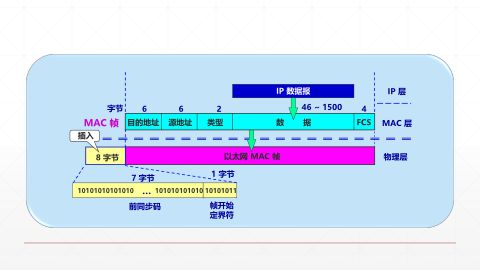 IP 数据报
IP 层
字节 6 6 2 46 ~ 1500 4
MAC 帧 目的地址 源地址 类型 数 据 FCS MAC 层
插入
8 字节 以太网 MAC 帧 物理层
7 字节 1 字节
10101010101010 … 10101010101010101011
前同步码 帧开始
定界符